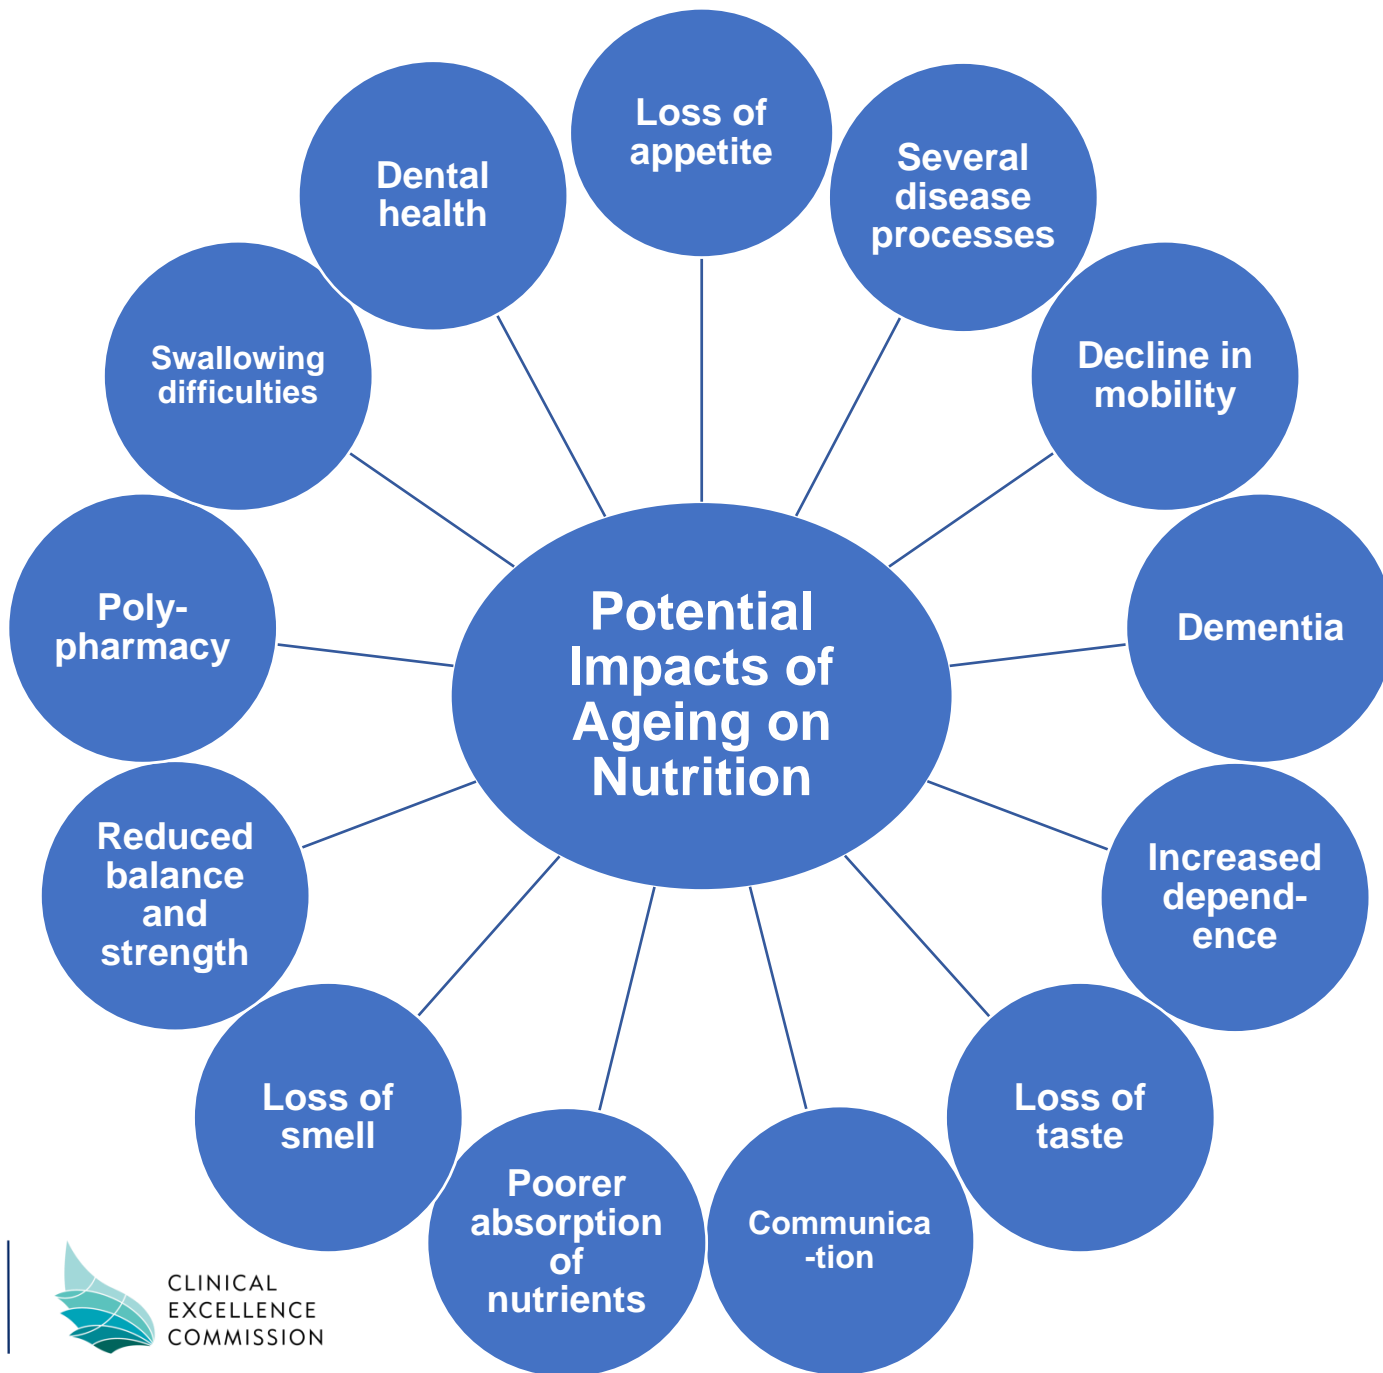 Loss of
appetite
Several
disease
processes
Decline in
mobility
Dementia
Increased
depend-
ence
Loss of
taste
Communica
-tion
Poorer
absorption
of
nutrients
Loss of
smell
Reduced
balance
and
strength
Poly-
pharmacy
Swallowing
difficulties
Dental
health
Potential
Impacts of
Ageing on
Nutrition
CLINICAL
EXCELLENCE
COMMISSION